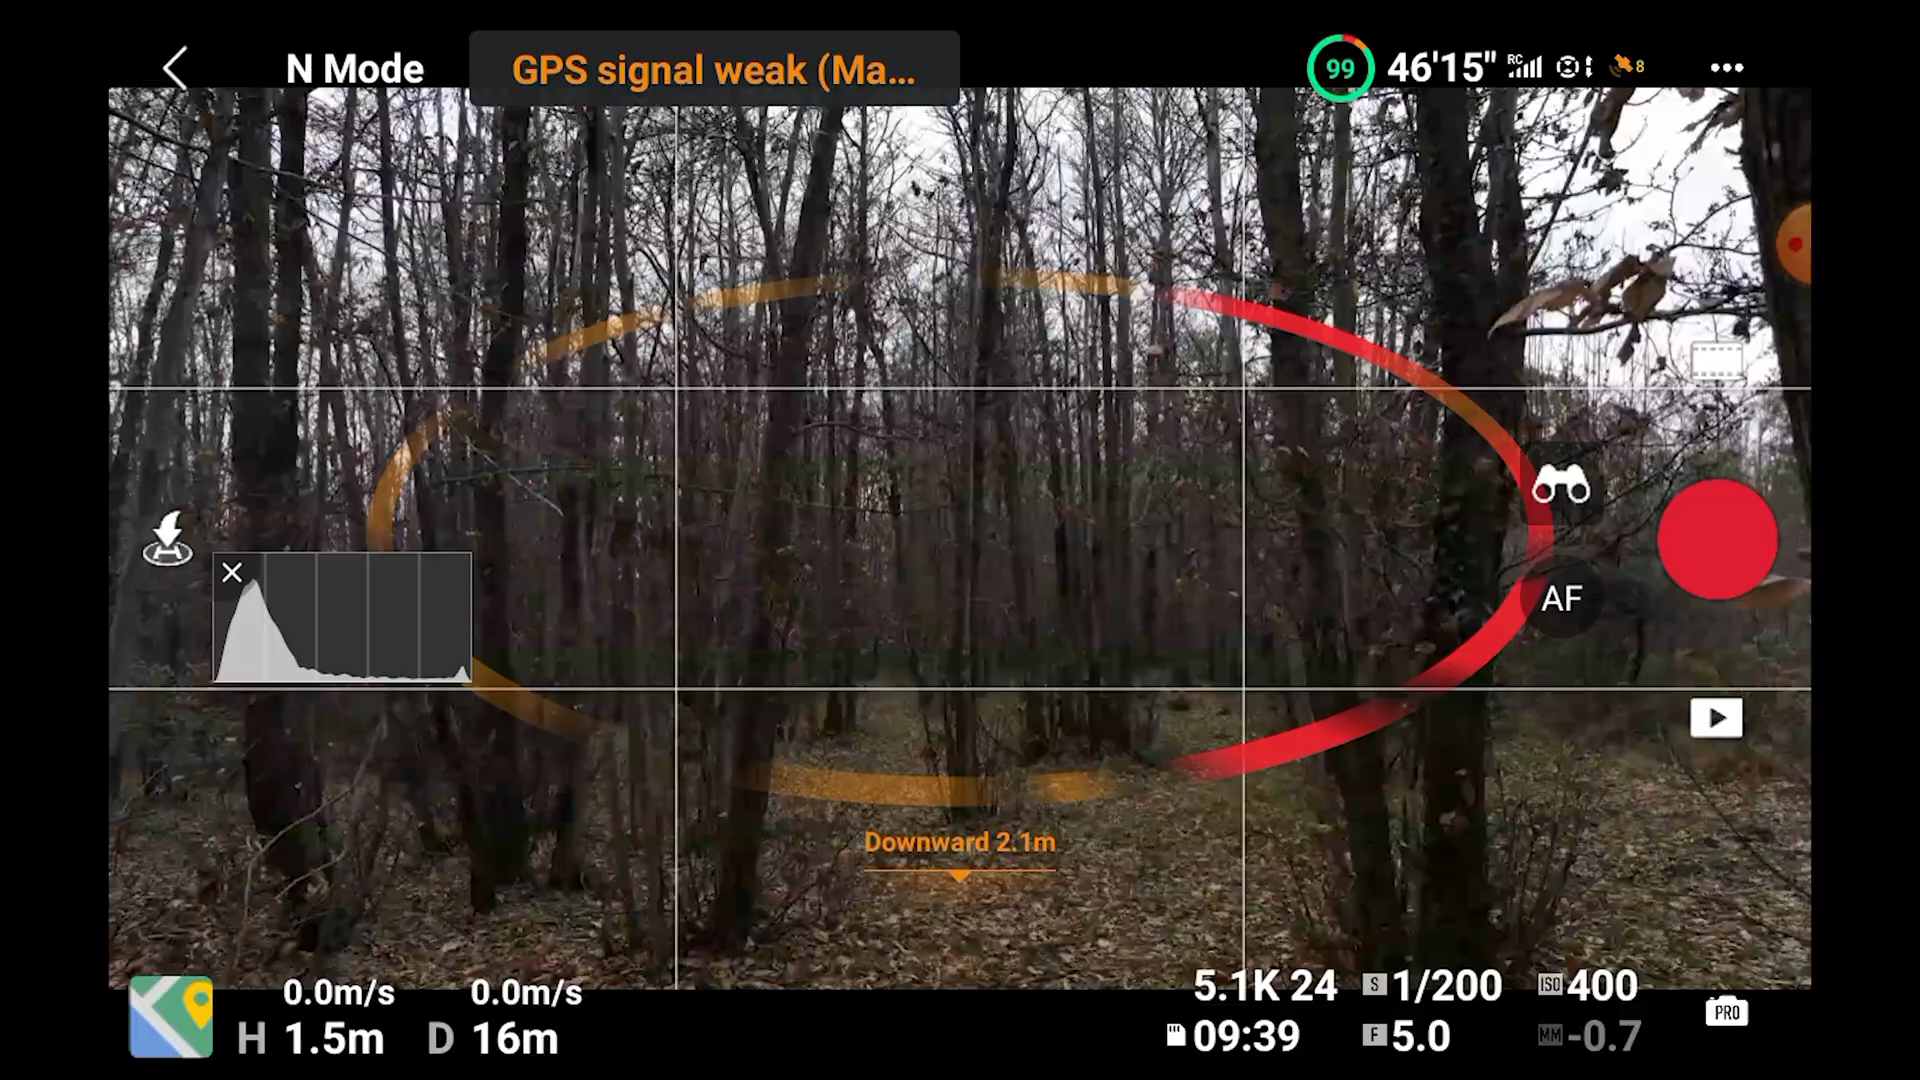 N Mode
GPS signal weak (Ma...
99
46'15"
RC
8
AF
Downward 2.1m
0.0m/s
0.0m/s
H 1.5m
D 16m
5.1K 24
S 1/200
ISO 400
09:39
F 5.0
MM -0.7
PRO